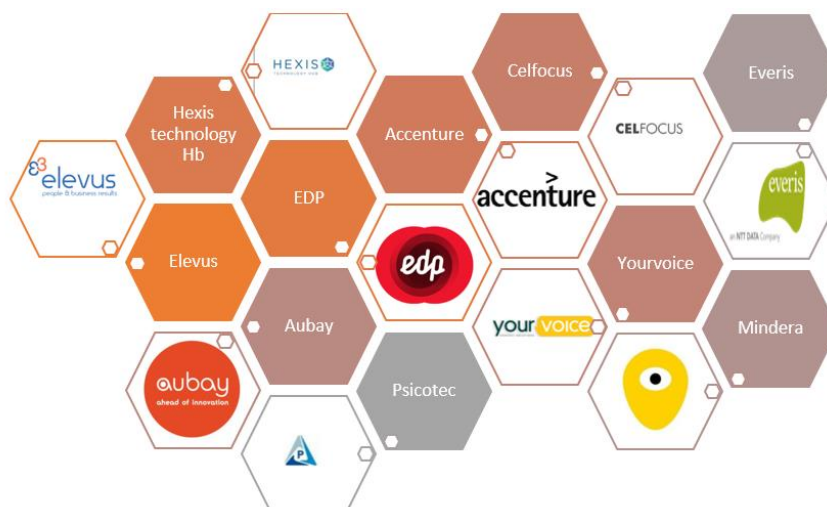 HEXIS
TECHNOLOGY HUB
Celfocus
Everis
Hexis
technology
Hb
Accenture
CELFOCUS
elevus
people & business results
EDP
accenture
everis
an NTT DATA Company
Elevus
edp
Yourvoice
Aubay
your voice
Mindera
aubay
ahead of innovation
Psicotec
P